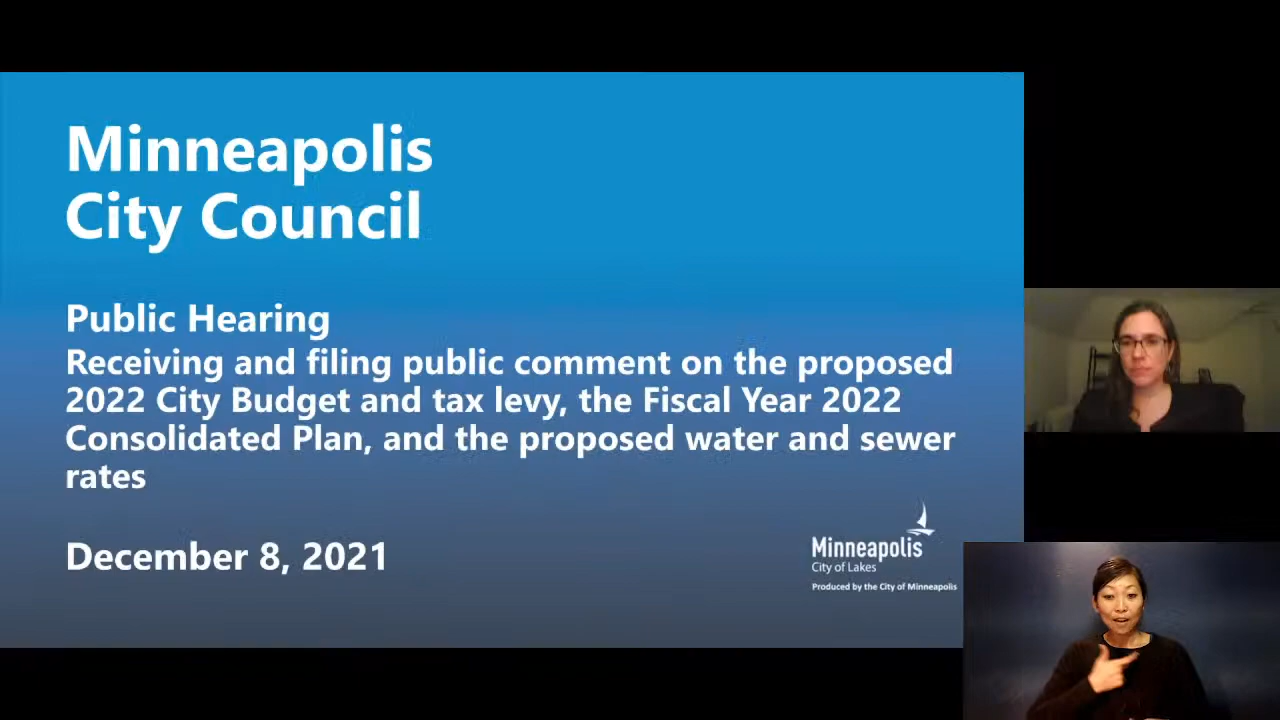 Minneapolis
City Council
Public Hearing
Receiving and filing public comment on the proposed
2022 City Budget and tax levy, the Fiscal Year 2022
Consolidated Plan, and the proposed water and sewer
rates
December 8, 2021
Minneapolis
City of Lakes
Produced by the City of Minneapolis